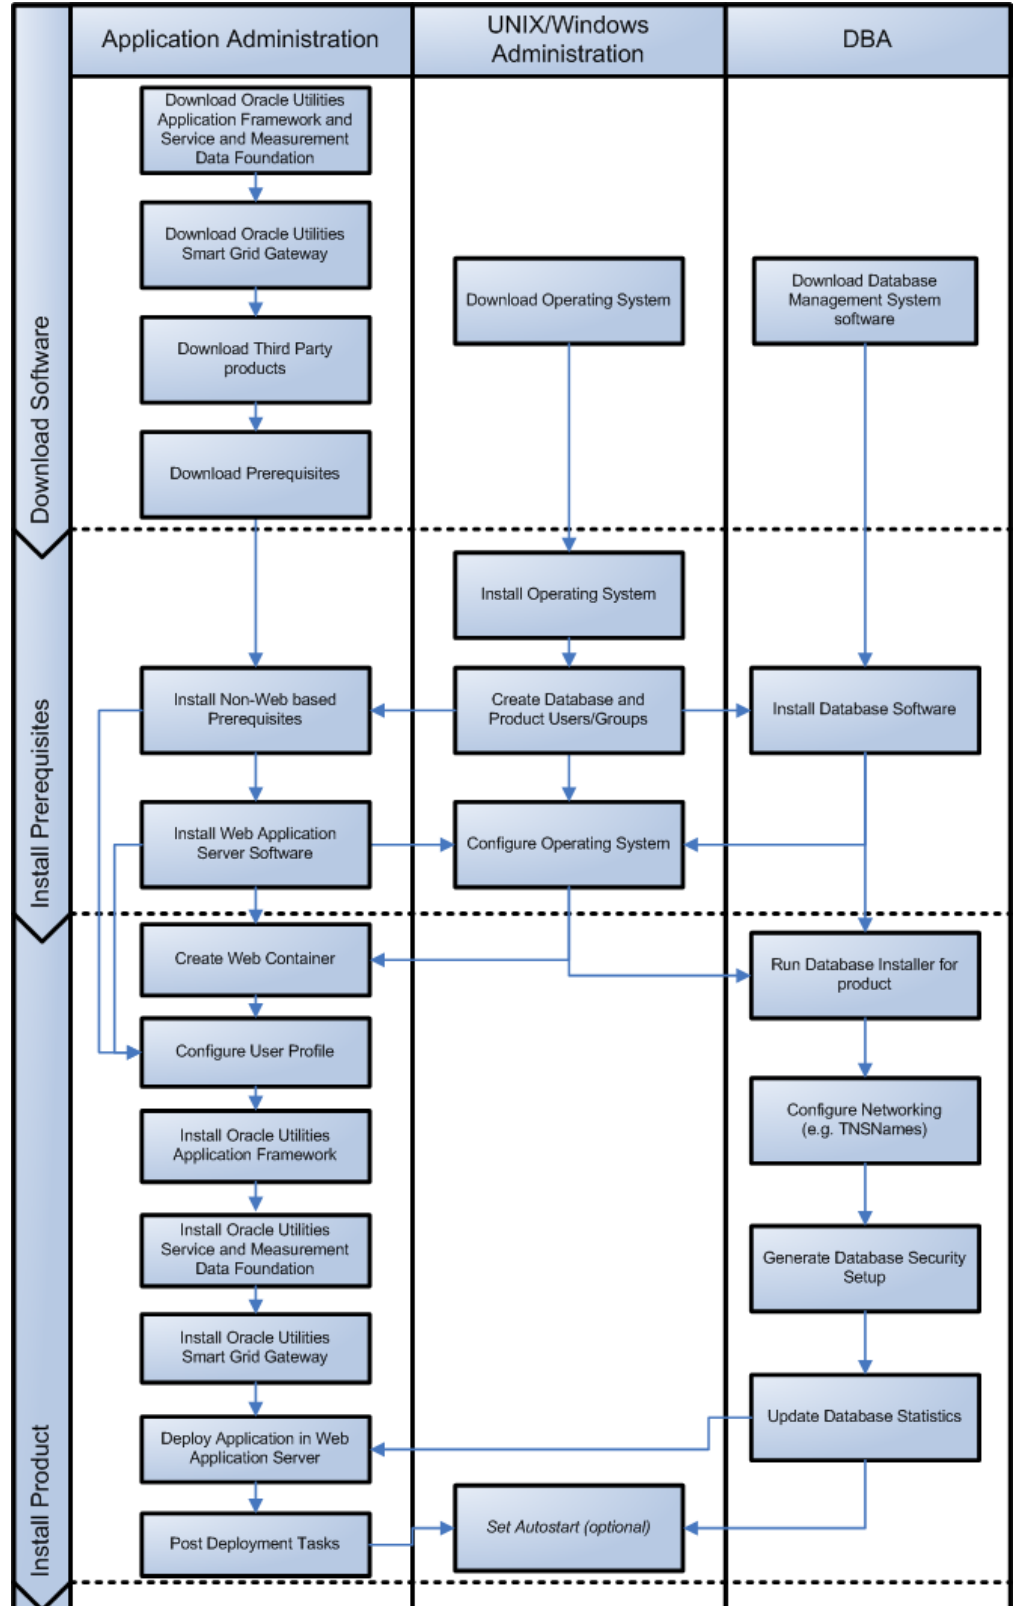 Application Administration
UNIX/Windows
Administration
DBA
Download Software
Download Oracle Utilities
Application Framework and
Service and Measurement
Data Foundation
Download Oracle Utilities
Smart Grid Gateway
Download Third Party
products
Download Prerequisites
Download Operating System
Download Database
Management System
software
Install Prerequisites
Install Operating System
Install Non-Web based
Prerequisites
Create Database and
Product Users/Groups
Install Database Software
Install Web Application
Server Software
Configure Operating System
Install Product
Create Web Container
Run Database Installer for
product
Configure User Profile
Configure Networking
(e.g. TNSNames)
Install Oracle Utilities
Application Framework
Install Oracle Utilities
Service and Measurement
Data Foundation
Generate Database Security
Setup
Install Oracle Utilities
Smart Grid Gateway
Update Database Statistics
Deploy Application in Web
Application Server
Post Deployment Tasks
Set Autostart (optional)